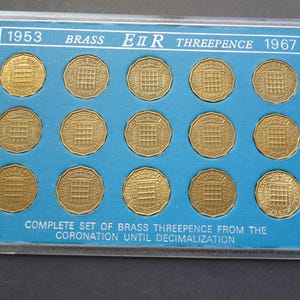 1953 BRASS EIIR THREEPENCE 1967
COMPLETE SET OF BRASS THREEPENCE FROM THE
CORONATION UNTIL DECIMALIZATION